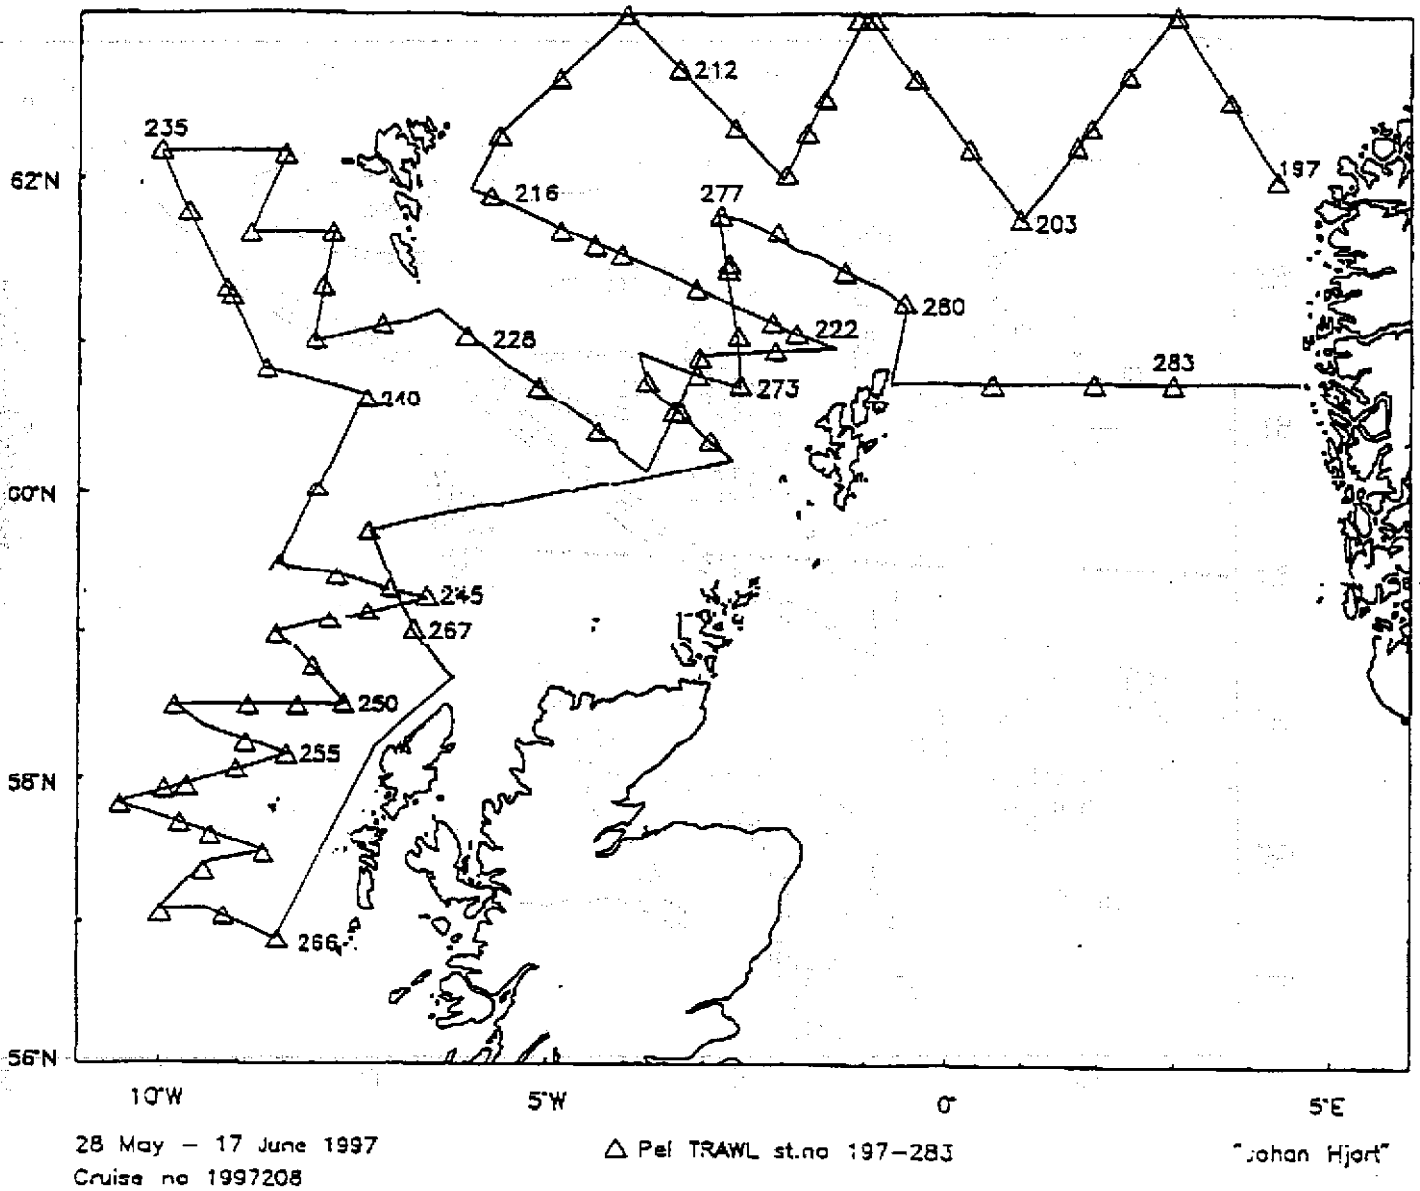 212
235
197
62°N
216
277
203
280
228
222
283
273
240
60°N
245
267
250
255
58°N
266
56°N
10°W
5°W
0°
5°E
28 May – 17 June 1997
△ Pel TRAWL st.no 197–283
"Johan Hjort"
Cruise no 1997208